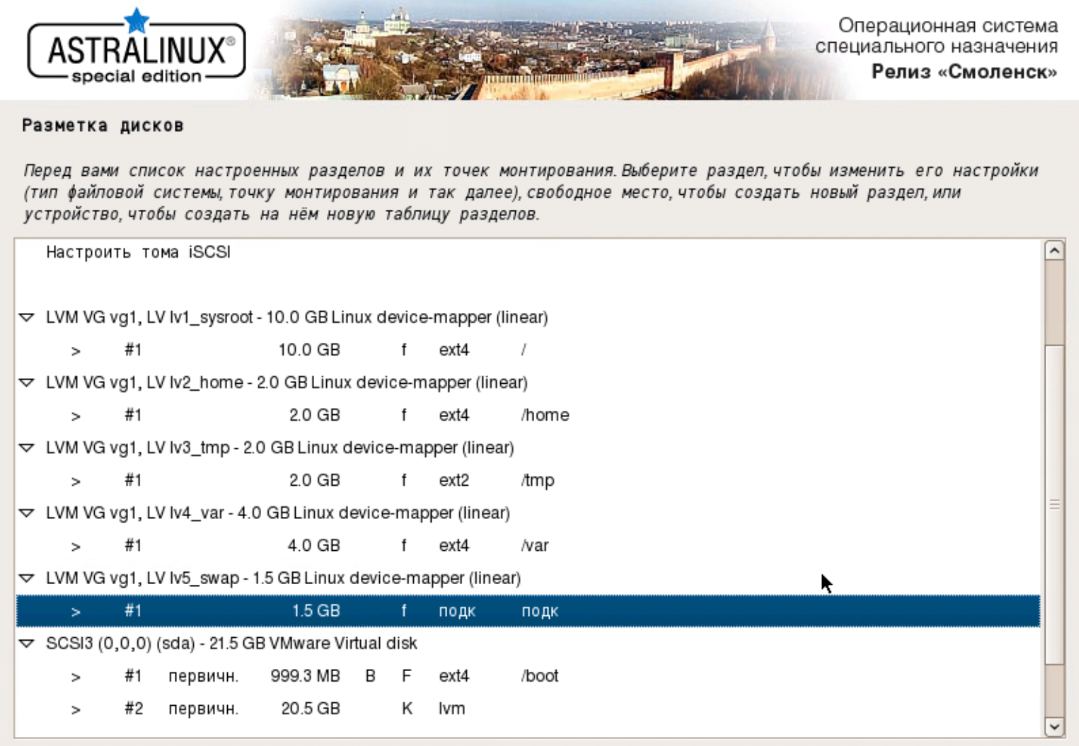 ASTRALINUX®
special edition
Операционная система
специального назначения
Релиз «Смоленск»
Разметка дисков
Перед вами список настроенных разделов и их точек монтирования. Выберите раздел, чтобы изменить его настройки
(тип файловой системы, точку монтирования и так далее), свободное место, чтобы создать новый раздел, или
устройство, чтобы создать на нём новую таблицу разделов.
Настроить тома iSCSI
LVM VG vg1, LV lv1_sysroot - 10.0 GB Linux device-mapper (linear)
> #1 10.0 GB f ext4 /
LVM VG vg1, LV lv2_home - 2.0 GB Linux device-mapper (linear)
> #1 2.0 GB f ext4 /home
LVM VG vg1, LV lv3_tmp - 2.0 GB Linux device-mapper (linear)
> #1 2.0 GB f ext2 /tmp
LVM VG vg1, LV lv4_var - 4.0 GB Linux device-mapper (linear)
> #1 4.0 GB f ext4 /var
LVM VG vg1, LV lv5_swap - 1.5 GB Linux device-mapper (linear)
> #1 1.5 GB f подк подк
SCSI3 (0,0,0) (sda) - 21.5 GB VMware Virtual disk
> #1 первичн. 999.3 MB B F ext4 /boot
> #2 первичн. 20.5 GB K lvm